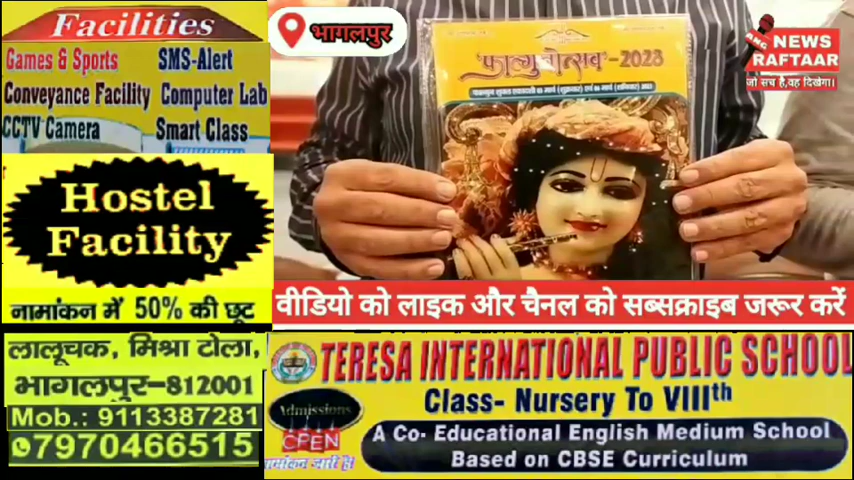 Facilities
Games & Sports
SMS-Alert
Conveyance Facility
Computer Lab
CCTV Camera
Smart Class
Hostel
Facility
नामांकन में 50% की छूट
लालूचक, मिश्रा टोला,
भागलपुर-812001
Mob.: 9113387281
7970466515
भागलपुर
'फाल्गुनोत्सव'-2023
NEWS
RAFTAAR
जो सच है, वही दिखेगा!
वीडियो को लाइक और चैनल को सब्सक्राइब जरूर करें
TERESA INTERNATIONAL PUBLIC SCHOOL
Class- Nursery To VIIIth
Admissions
OPEN
नामांकन जारी है
A Co- Educational English Medium School
Based on CBSE Curriculum